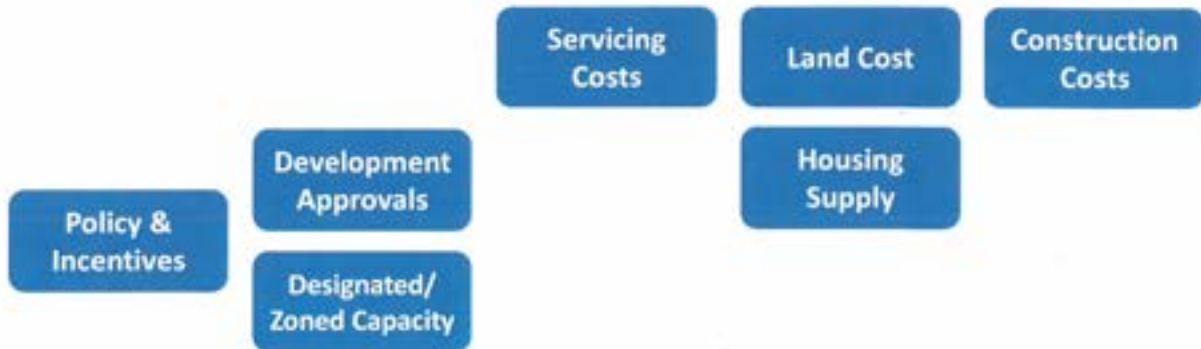 Servicing
Costs
Land Cost
Construction
Costs
Development
Approvals
Housing
Supply
Policy &
Incentives
Designated/
Zoned Capacity